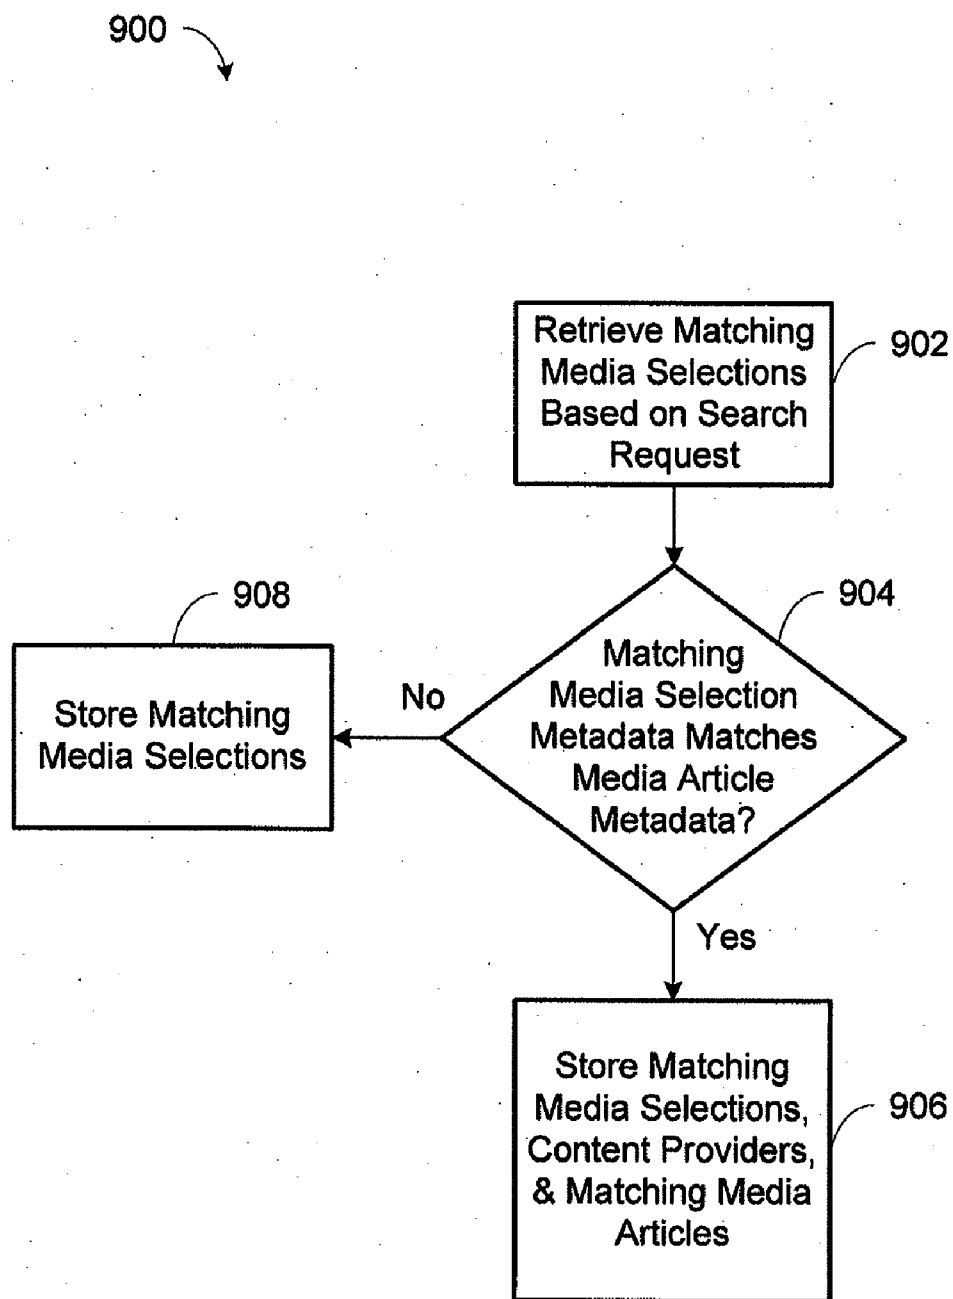 900
Retrieve Matching
Media Selections
Based on Search
Request
902
904
Matching
Media Selection
Metadata Matches
Media Article
Metadata?
No
908
Store Matching
Media Selections
Yes
Store Matching
Media Selections,
Content Providers,
& Matching Media
Articles
906